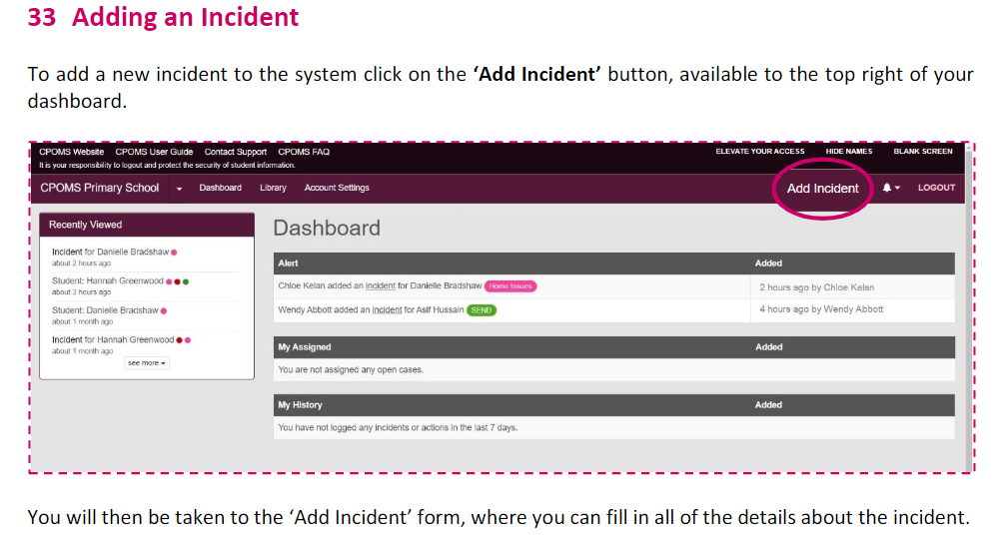 33 Adding an Incident
To add a new incident to the system click on the ‘Add Incident’ button, available to the top right of your
dashboard.
CPOMS Website CPOMS User Guide Contact Support CPOMS FAQ ELEVATE YOUR ACCESS HIDE NAMES BLANK SCREEN
It is your responsibility to logout and protect the security of student information.
CPOMS Primary School Dashboard Library Account Settings Add Incident LOGOUT
Recently Viewed
Incident for Danielle Bradshaw
about 2 hours ago
Student: Hannah Greenwood
about 3 hours ago
Student: Danielle Bradshaw
about 1 month ago
Incident for Hannah Greenwood
about 1 month ago
see more
Dashboard
Alert Added
Chloe Kelan added an incident for Danielle Bradshaw Home Issues 2 hours ago by Chloe Kelan
Wendy Abbott added an incident for Asif Hussain SEND 4 hours ago by Wendy Abbott
My Assigned Added
You are not assigned any open cases.
My History Added
You have not logged any incidents or actions in the last 7 days.
You will then be taken to the ‘Add Incident’ form, where you can fill in all of the details about the incident.